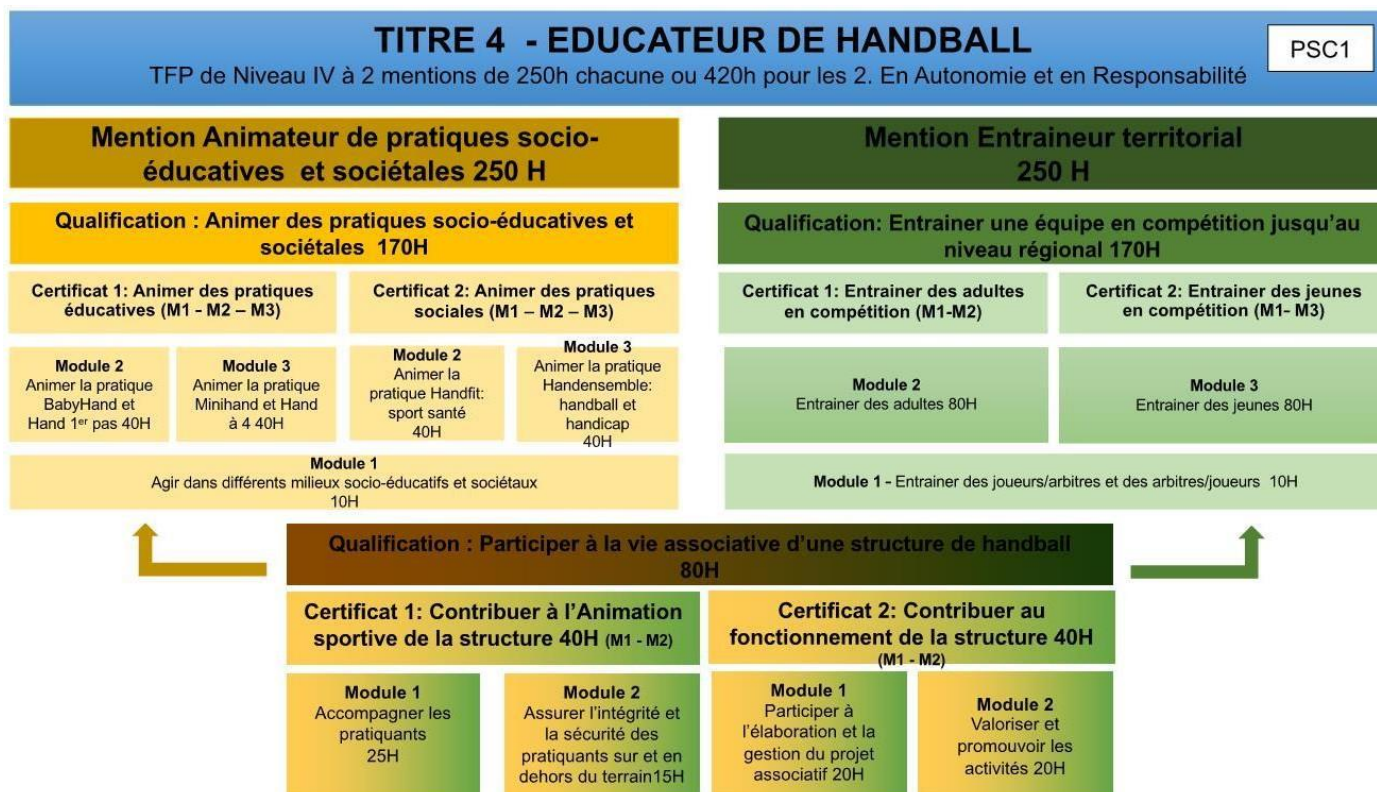 TITRE 4 - EDUCATEUR DE HANDBALL
TFP de Niveau IV à 2 mentions de 250h chacune ou 420h pour les 2. En Autonomie et en Responsabilité
PSC1
Mention Animateur de pratiques socio-
éducatives et sociétales 250 H
Qualification : Animer des pratiques socio-éducatives et
sociétales 170H
Certificat 1: Animer des pratiques
éducatives (M1 - M2 – M3)
Certificat 2: Animer des pratiques
sociales (M1 – M2 – M3)
Module 2
Animer la pratique
BabyHand et
Hand 1er pas 40H
Module 3
Animer la pratique
Minihand et Hand
à 4 40H
Module 2
Animer la
pratique Handfit:
sport santé
40H
Module 3
Animer la pratique
Handensemble:
handball et
handicap
40H
Module 1
Agir dans différents milieux socio-éducatifs et sociétaux
10H
Mention Entraineur territorial
250 H
Qualification: Entrainer une équipe en compétition jusqu'au
niveau régional 170H
Certificat 1: Entrainer des adultes
en compétition (M1-M2)
Certificat 2: Entrainer des jeunes
en compétition (M1- M3)
Module 2
Entrainer des adultes 80H
Module 3
Entrainer des jeunes 80H
Module 1 - Entrainer des joueurs/arbitres et des arbitres/joueurs 10H
Qualification : Participer à la vie associative d'une structure de handball
80H
Certificat 1: Contribuer à l'Animation
sportive de la structure 40H (M1 - M2)
Certificat 2: Contribuer au
fonctionnement de la structure 40H
(M1 - M2)
Module 1
Accompagner les
pratiquants
25H
Module 2
Assurer l'intégrité et
la sécurité des
pratiquants sur et en
dehors du terrain15H
Module 1
Participer à
l'élaboration et la
gestion du projet
associatif 20H
Module 2
Valoriser et
promouvoir les
activités 20H